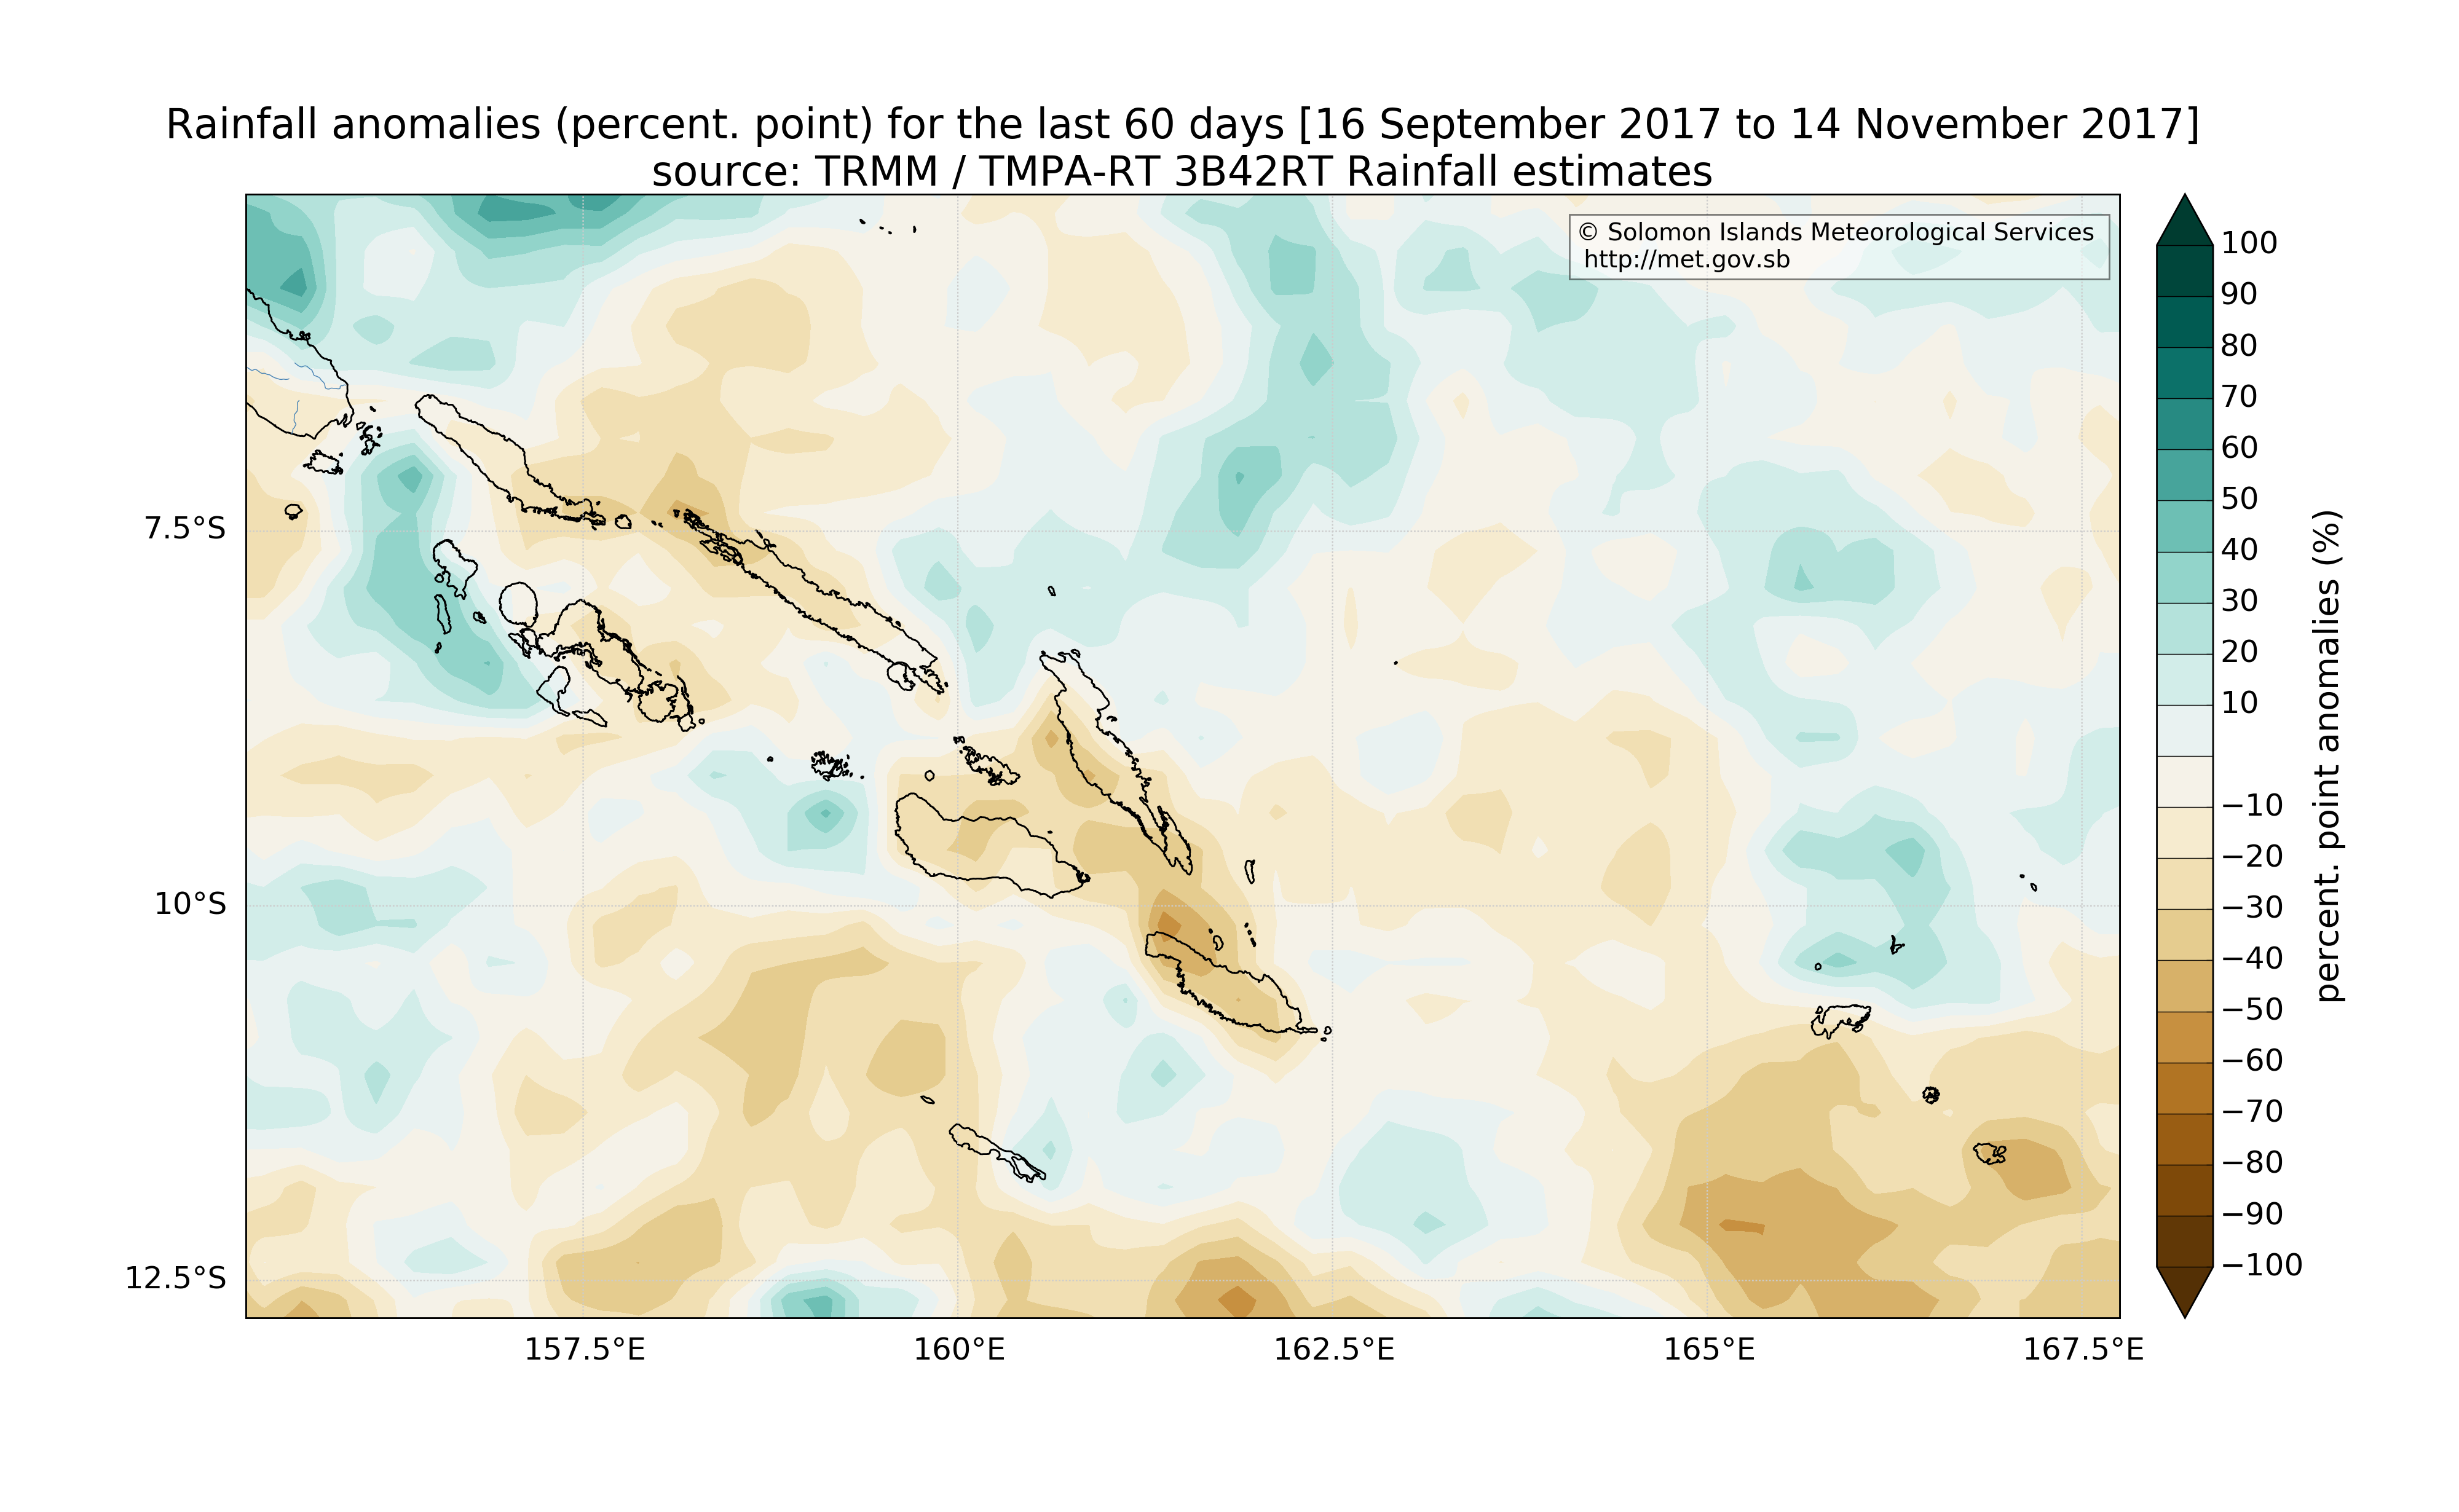 Rainfall anomalies (percent. point) for the last 60 days [16 September 2017 to 14 November 2017]
source: TRMM / TMPA-RT 3B42RT Rainfall estimates
© Solomon Islands Meteorological Services
http://met.gov.sb
7.5°S
10°S
12.5°S
157.5°E
160°E
162.5°E
165°E
167.5°E
100
90
80
70
60
50
40
30
20
10
−10
−20
−30
−40
−50
−60
−70
−80
−90
−100
percent. point anomalies (%)